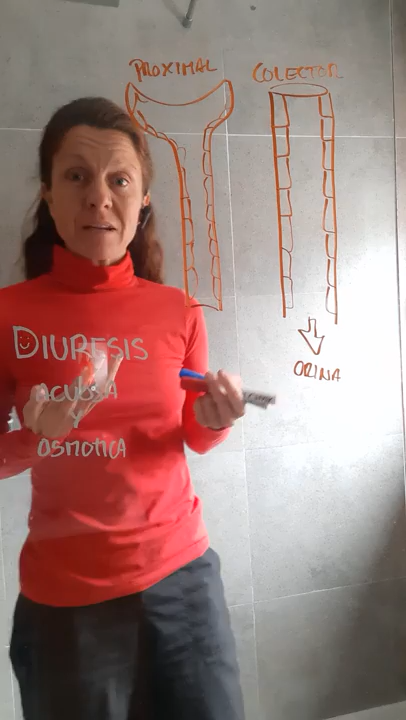 PROXIMAL
COLECTOR
DIURESIS
ACUOSA
Y
OSMOTICA
ORINA